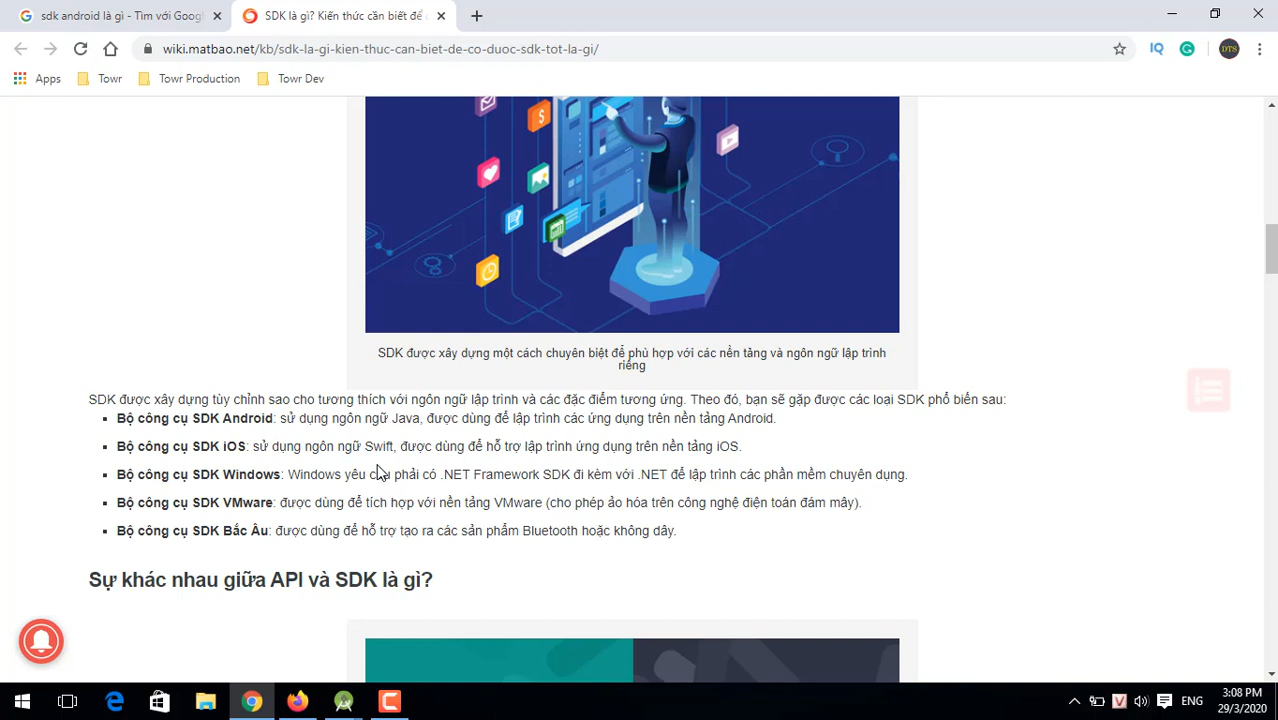 sdk android là gì - Tìm với Googl
SDK là gì? Kiến thức cần biết để
wiki.matbao.net/kb/sdk-la-gi-kien-thuc-can-biet-de-co-duoc-sdk-tot-la-gi/
IQ
DTS
Apps
Towr
Towr Production
Towr Dev
SDK được xây dựng một cách chuyên biệt để phù hợp với các nền tảng và ngôn ngữ lập trình
riêng
SDK được xây dựng tùy chỉnh sao cho tương thích với ngôn ngữ lập trình và các đặc điểm tương ứng. Theo đó, bạn sẽ gặp được các loại SDK phổ biến sau:
Bộ công cụ SDK Android: sử dụng ngôn ngữ Java, được dùng để lập trình các ứng dụng trên nền tảng Android.
Bộ công cụ SDK iOS: sử dụng ngôn ngữ Swift, được dùng để hỗ trợ lập trình ứng dụng trên nền tảng iOS.
Bộ công cụ SDK Windows: Windows yêu cầu phải có .NET Framework SDK đi kèm với .NET để lập trình các phần mềm chuyên dụng.
Bộ công cụ SDK VMware: được dùng để tích hợp với nền tảng VMware (cho phép ảo hóa trên công nghệ điện toán đám mây).
Bộ công cụ SDK Bắc Âu: được dùng để hỗ trợ tạo ra các sản phẩm Bluetooth hoặc không dây.
Sự khác nhau giữa API và SDK là gì?
ENG
3:08 PM
29/3/2020